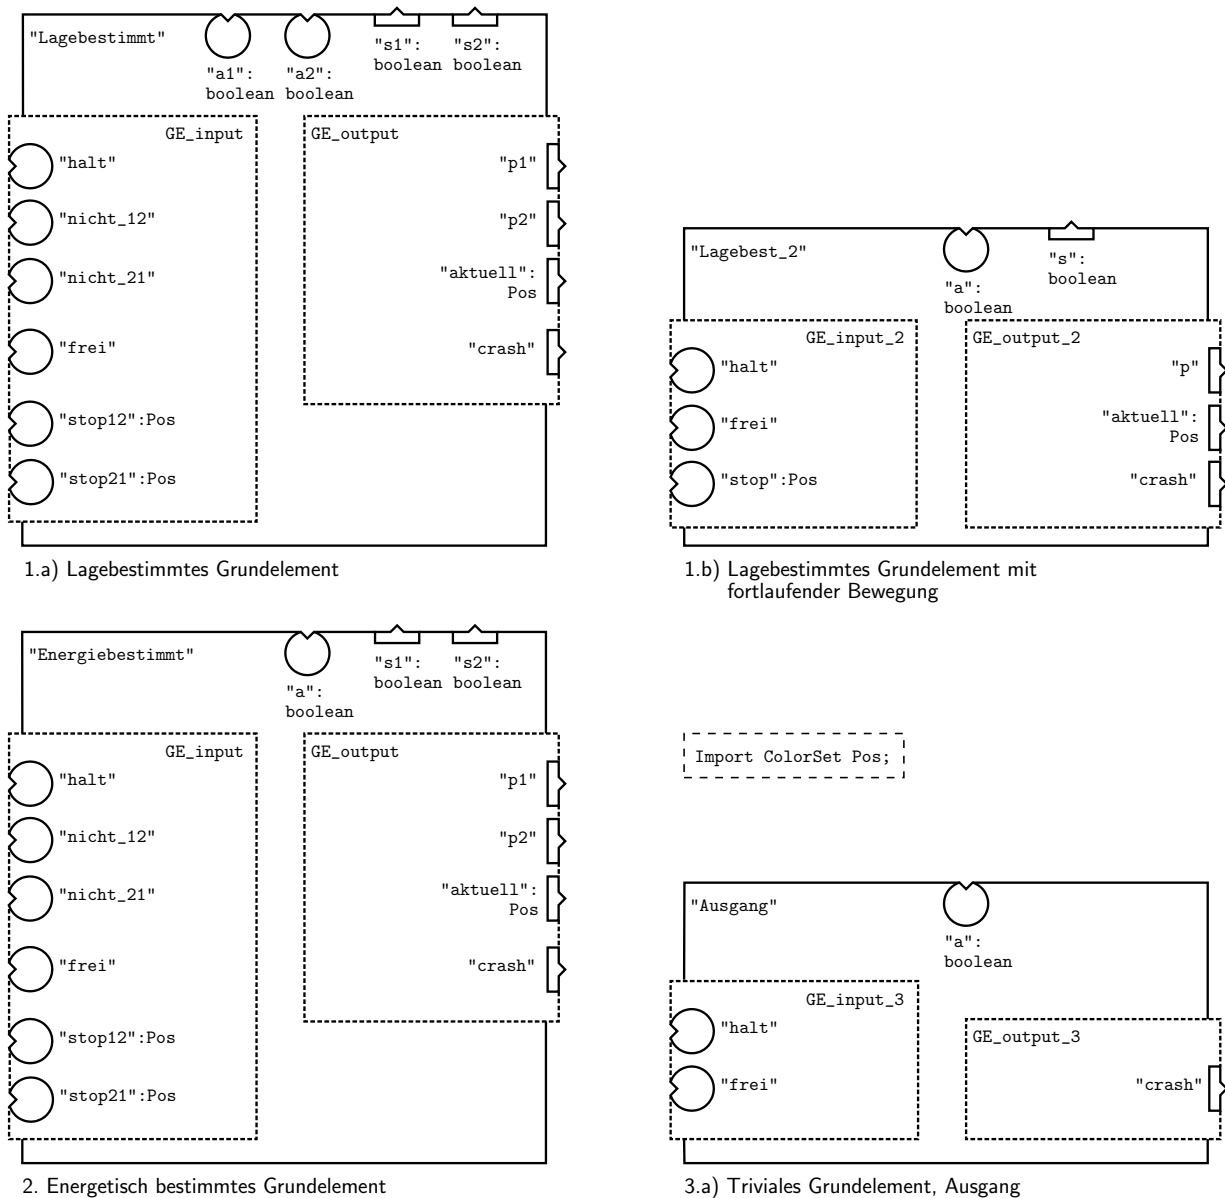 "Lagebestimmt"
"a1":
boolean
"a2":
boolean
"s1":
boolean
"s2":
boolean
GE_input
"halt"
"nicht_12"
"nicht_21"
"frei"
"stop12":Pos
"stop21":Pos
GE_output
"p1"
"p2"
"aktuell":
Pos
"crash"
1.a) Lagebestimmtes Grundelement
"Lagebest_2"
"a":
boolean
"s":
boolean
GE_input_2
"halt"
"frei"
"stop":Pos
GE_output_2
"p"
"aktuell":
Pos
"crash"
1.b) Lagebestimmtes Grundelement mit
fortlaufender Bewegung
"Energiebestimmt"
"a":
boolean
"s1":
boolean
"s2":
boolean
GE_input
"halt"
"nicht_12"
"nicht_21"
"frei"
"stop12":Pos
"stop21":Pos
GE_output
"p1"
"p2"
"aktuell":
Pos
"crash"
2. Energetisch bestimmtes Grundelement
Import ColorSet Pos;
"Ausgang"
"a":
boolean
GE_input_3
"halt"
"frei"
GE_output_3
"crash"
3.a) Triviales Grundelement, Ausgang